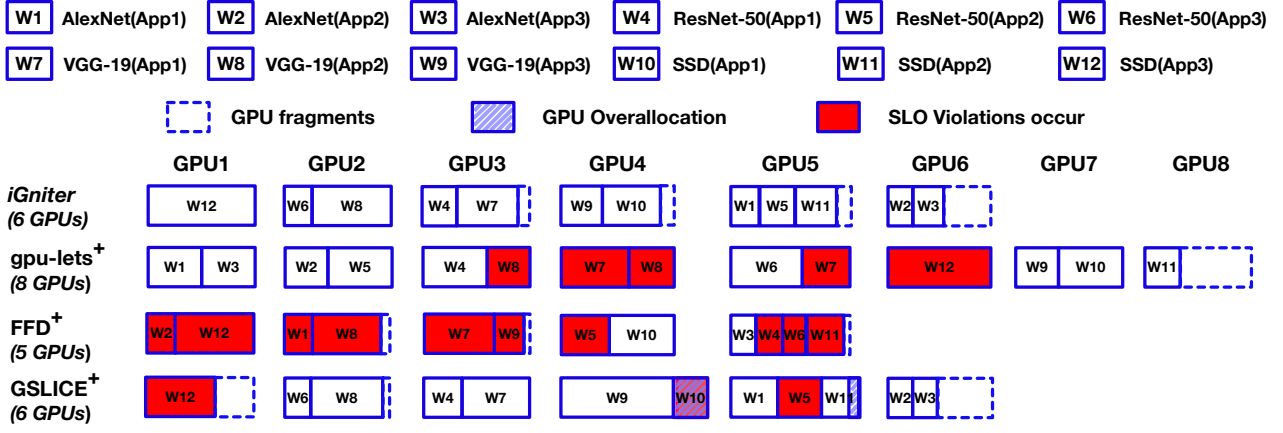 W1 AlexNet(App1) W2 AlexNet(App2) W3 AlexNet(App3) W4 ResNet-50(App1) W5 ResNet-50(App2) W6 ResNet-50(App3)
W7 VGG-19(App1) W8 VGG-19(App2) W9 VGG-19(App3) W10 SSD(App1) W11 SSD(App2) W12 SSD(App3)
GPU fragments GPU Overallocation SLO Violations occur
GPU1 GPU2 GPU3 GPU4 GPU5 GPU6 GPU7 GPU8
iGniter
(6 GPUs)
W12 W6 W8 W4 W7 W9 W10 W1 W5 W11 W2 W3
gpu-lets+
(8 GPUs)
W1 W3 W2 W5 W4 W8 W7 W8 W6 W7 W12 W9 W10 W11
FFD+
(5 GPUs)
W2 W12 W1 W8 W7 W9 W5 W10 W3 W4 W6 W11
GSLICE+
(6 GPUs)
W12 W6 W8 W4 W7 W9 W10 W1 W5 W11 W2 W3